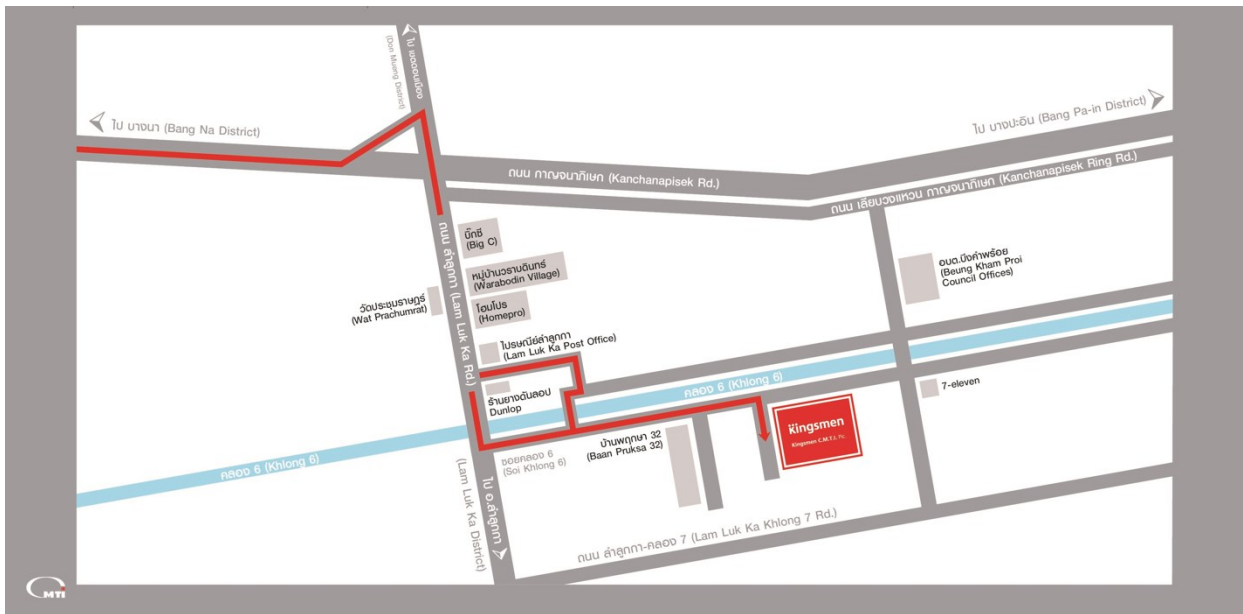 ไป เขตดอนเมือง
(Don Mueng District)
ไป บางนา (Bang Na District)
ไป บางปะอิน (Bang Pa-in District)
ถนน กาญจนาภิเษก (Kanchanapisek Rd.)
ถนน เลียบวงแหวน กาญจนาภิเษก (Kanchanapisek Ring Rd.)
ถนน ลำลูกกา (Lam Luk Ka Rd.)
บิ๊กซี
(Big C)
หมู่บ้านวราบดินทร์
(Warabodin Village)
โฮมโปร
(Homepro)
วัดประชุมราษฎร์
(Wat Prachumrat)
อบต.บึงคำพร้อย
(Beung Kham Proi
Council Offices)
ไปรษณีย์ลำลูกกา
(Lam Luk Ka Post Office)
ร้านยางดันลอป
Dunlop
คลอง 6 (Khlong 6)
7-eleven
Kingsmen
Kingsmen C.M.T.I. Plc.
บ้านพฤกษา 32
(Baan Pruksa 32)
ซอยคลอง 6
(Soi Khlong 6)
คลอง 6 (Khlong 6)
ไป อ.ลำลูกกา
(Lam Luk Ka District)
ถนน ลำลูกกา-คลอง 7 (Lam Luk Ka Khlong 7 Rd.)
CMTi